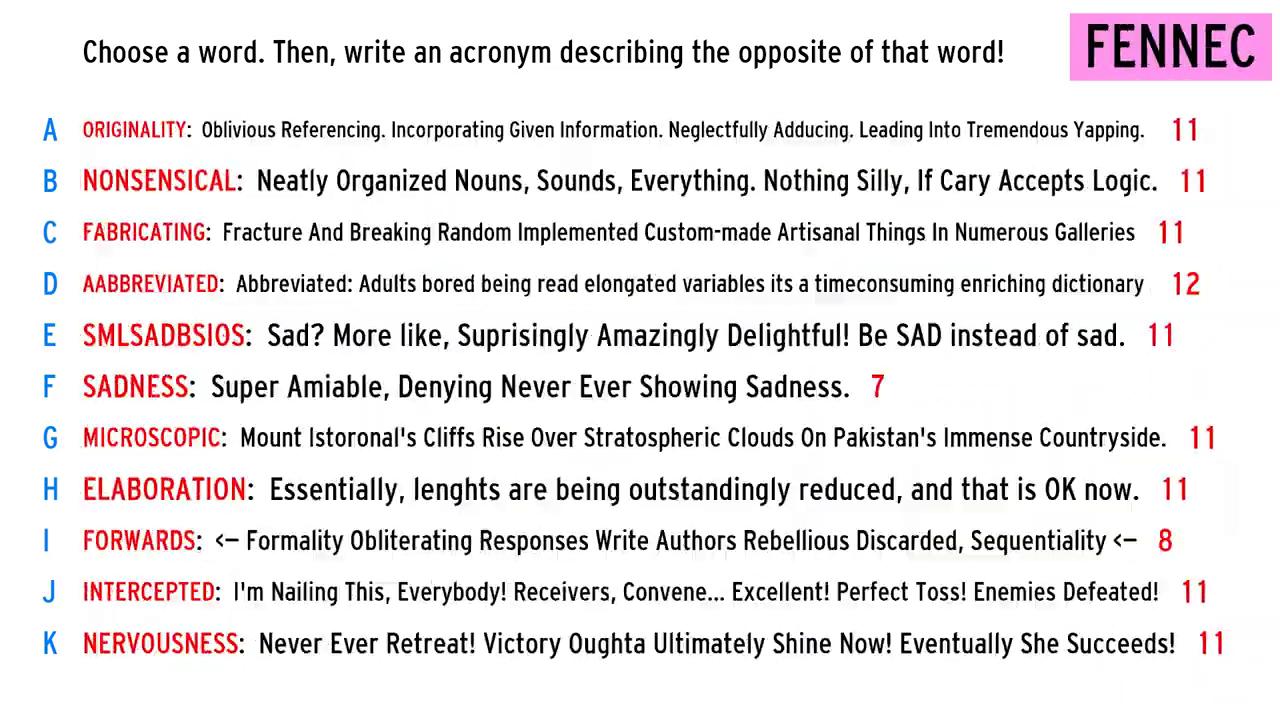 Choose a word. Then, write an acronym describing the opposite of that word!
FENNEC
A ORIGINALITY: Oblivious Referencing. Incorporating Given Information. Neglectfully Adducing. Leading Into Tremendous Yapping. 11
B NONSENSICAL: Neatly Organized Nouns, Sounds, Everything. Nothing Silly, If Cary Accepts Logic. 11
C FABRICATING: Fracture And Breaking Random Implemented Custom-made Artisanal Things In Numerous Galleries 11
D AABBREVIATED: Abbreviated: Adults bored being read elongated variables its a timeconsuming enriching dictionary 12
E SMLSADBSIOS: Sad? More like, Suprisingly Amazingly Delightful! Be SAD instead of sad. 11
F SADNESS: Super Amiable, Denying Never Ever Showing Sadness. 7
G MICROSCOPIC: Mount Istoronal's Cliffs Rise Over Stratospheric Clouds On Pakistan's Immense Countryside. 11
H ELABORATION: Essentially, lenghts are being outstandingly reduced, and that is OK now. 11
I FORWARDS: <– Formality Obliterating Responses Write Authors Rebellious Discarded, Sequentiality <– 8
J INTERCEPTED: I'm Nailing This, Everybody! Receivers, Convene... Excellent! Perfect Toss! Enemies Defeated! 11
K NERVOUSNESS: Never Ever Retreat! Victory Oughta Ultimately Shine Now! Eventually She Succeeds! 11